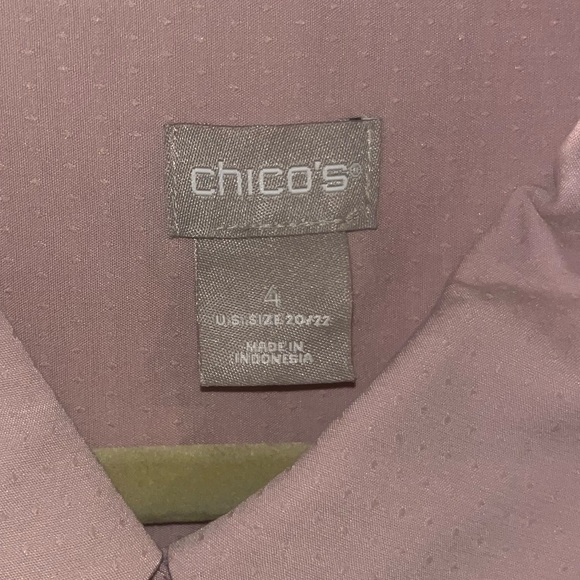 chico's®
4
U.S. SIZE 20/22
MADE IN
INDONESIA